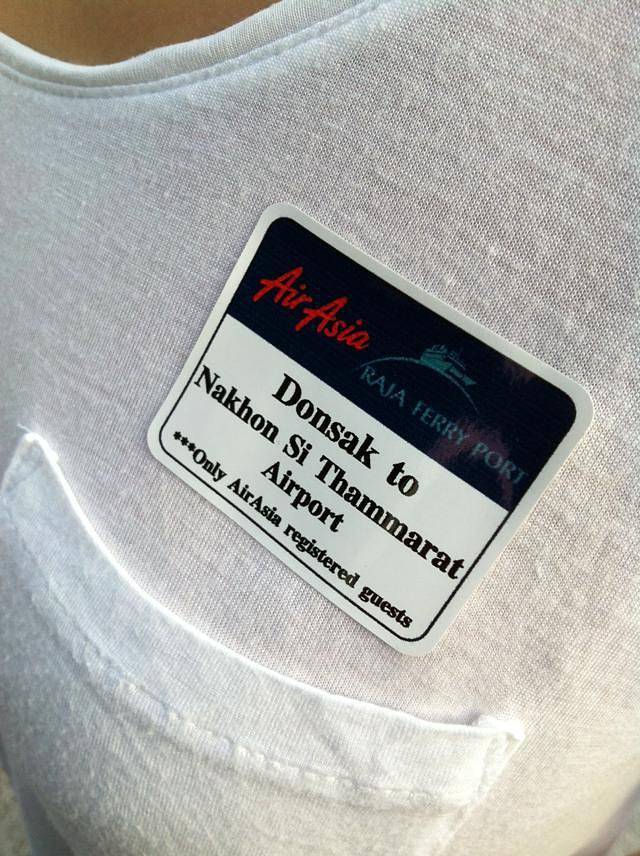 AirAsia
RAJA FERRY PORT
Donsak to
Nakhon Si Thammarat
Airport
***Only AirAsia registered guests